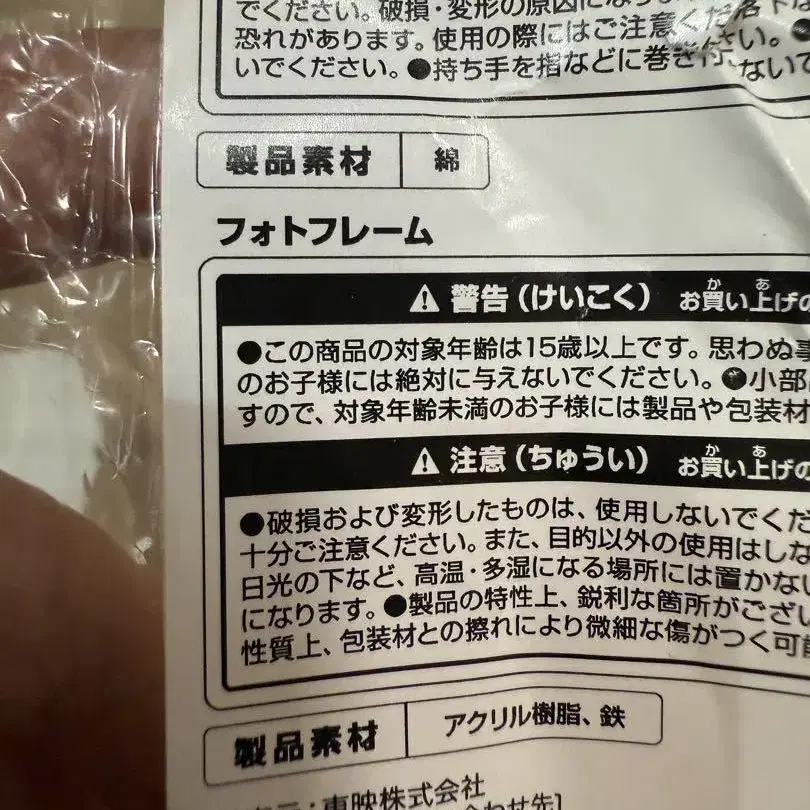 でください。破損・変形の原因になり
恐れがあります。使用の際にはご注意くだ
いでください。●持ち手を指などに巻き付 ないで
製品素材 綿
フォトフレーム
⚠ 警告（けいこく） お買い上げの
●この商品の対象年齢は15歳以上です。思わぬ事
のお子様には絶対に与えないでください。●小部
すので、対象年齢未満のお子様には製品や包装材
⚠ 注意（ちゅうい） お買い上げの
●破損および変形したものは、使用しないでくだ
十分ご注意ください。また、目的以外の使用はしな
日光の下など、高温・多湿になる場所には置かない
になります。●製品の特性上、鋭利な箇所がござい
性質上、包装材との擦れにより微細な傷がつく可能
製品素材 アクリル樹脂、鉄
東映株式会社
合わせ先]